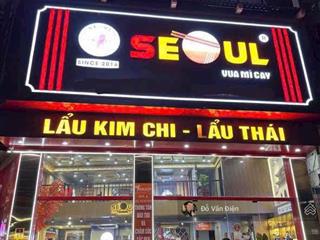 SEOUL
®
SINCE 2014
VUA MÌ CAY
LẨU KIM CHI - LẨU THÁI
Đỗ Văn Điện